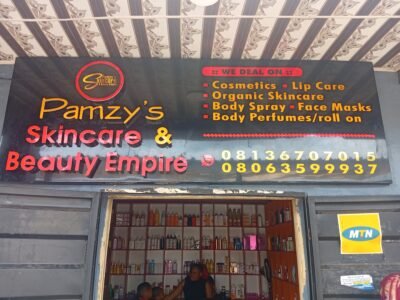 Pamzy's
Skincare &
Beauty Empire
:: WE DEAL ON ::
• Cosmetics • Lip Care
• Organic Skincare
• Body Spray • Face Masks
• Body Perfumes/roll on
08136707015
08063599937
MTN